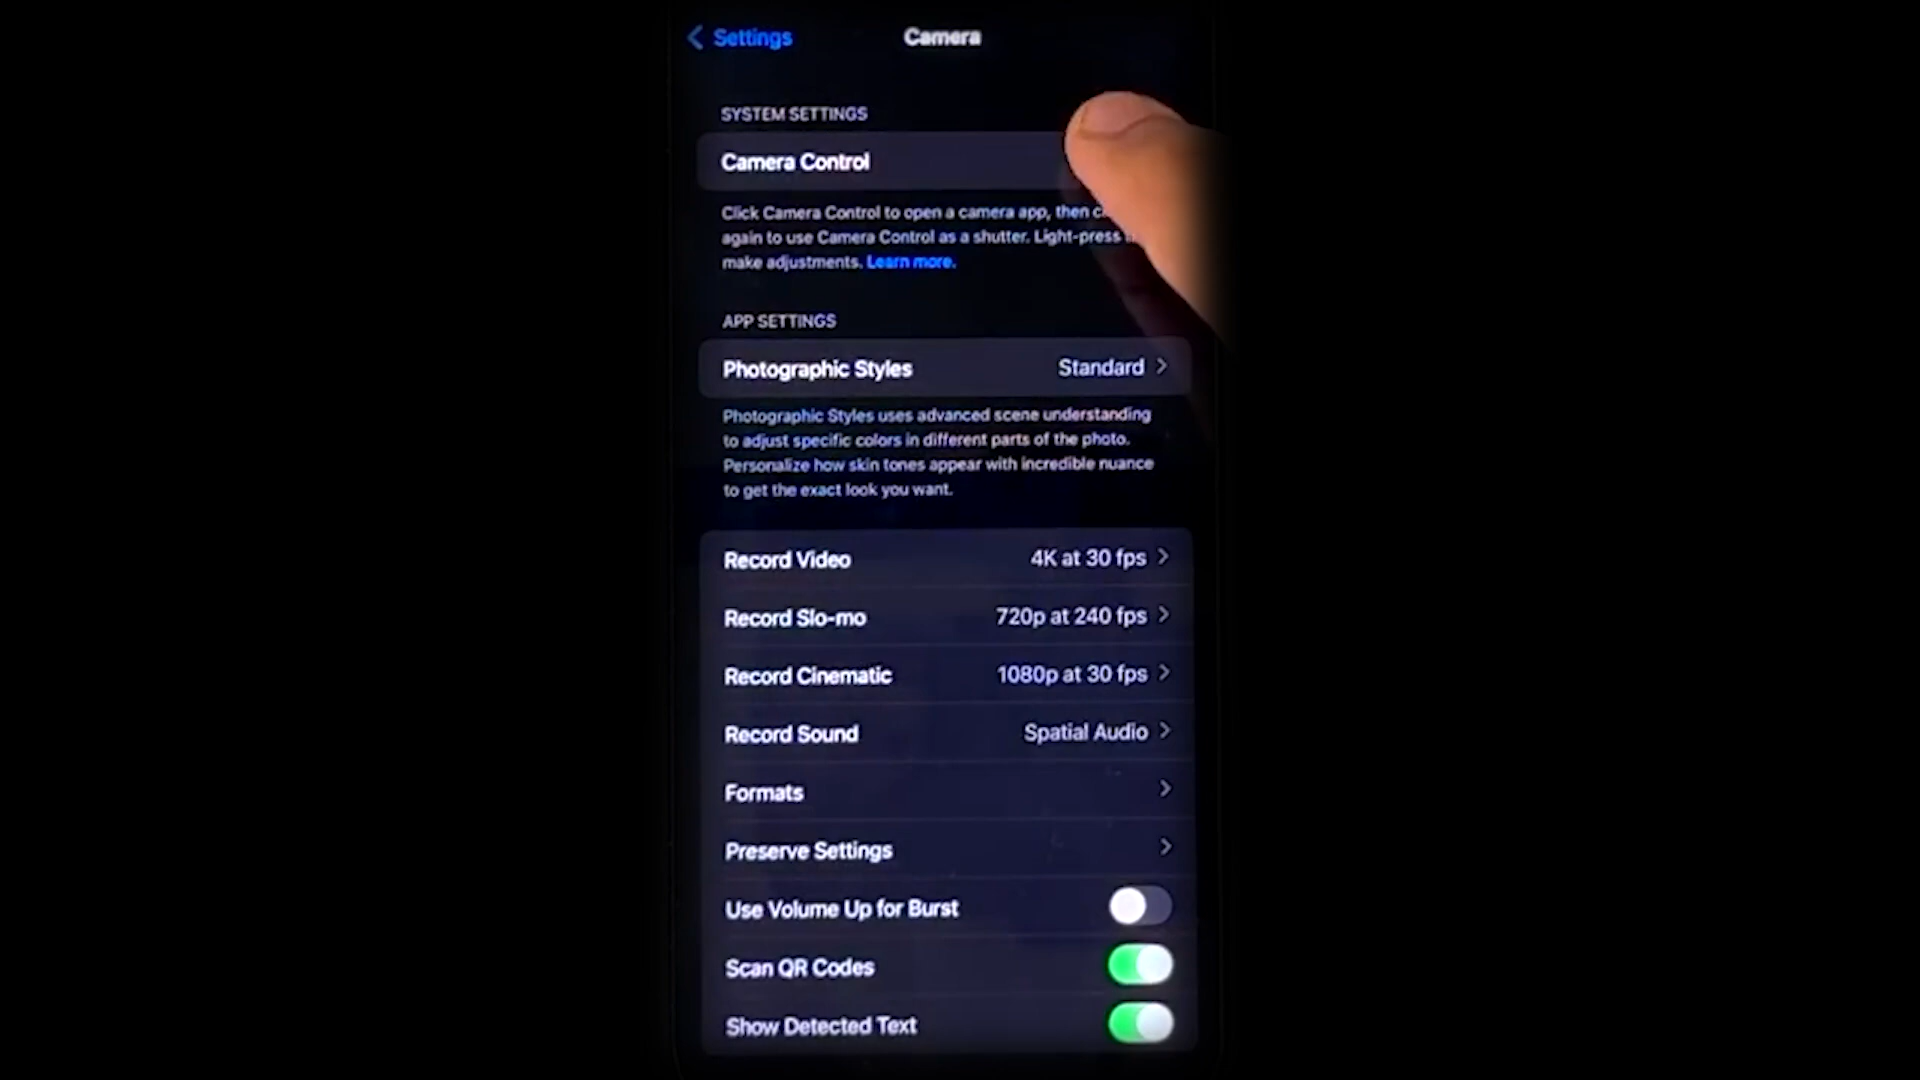 Settings
Camera
SYSTEM SETTINGS
Camera Control
Click Camera Control to open a camera app, then
again to use Camera Control as a shutter. Light-press
make adjustments. Learn more.
APP SETTINGS
Photographic Styles Standard
Photographic Styles uses advanced scene understanding
to adjust specific colors in different parts of the photo.
Personalize how skin tones appear with incredible nuance
to get the exact look you want.
Record Video 4K at 30 fps
Record Slo-mo 720p at 240 fps
Record Cinematic 1080p at 30 fps
Record Sound Spatial Audio
Formats
Preserve Settings
Use Volume Up for Burst
Scan QR Codes
Show Detected Text